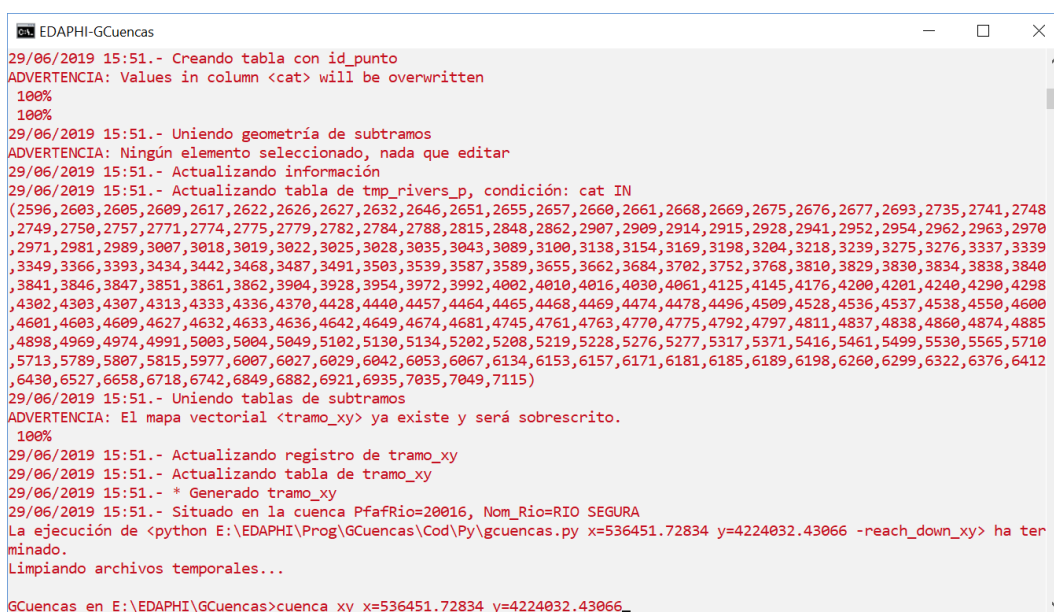 EDAPHI-GCuencas
29/06/2019 15:51.- Creando tabla con id_punto
ADVERTENCIA: Values in column <cat> will be overwritten
100%
100%
29/06/2019 15:51.- Uniendo geometría de subtramos
ADVERTENCIA: Ningún elemento seleccionado, nada que editar
29/06/2019 15:51.- Actualizando información
29/06/2019 15:51.- Actualizando tabla de tmp_rivers_p, condición: cat IN
(2596,2603,2605,2609,2617,2622,2626,2627,2632,2646,2651,2655,2657,2660,2661,2668,2669,2675,2676,2677,2693,2735,2741,2748
,2749,2750,2757,2771,2774,2775,2779,2782,2784,2788,2815,2848,2862,2907,2909,2914,2915,2928,2941,2952,2954,2962,2963,2970
,2971,2981,2989,3007,3018,3019,3022,3025,3028,3035,3043,3089,3100,3138,3154,3169,3198,3204,3218,3239,3275,3276,3337,3339
,3349,3366,3393,3434,3442,3468,3487,3491,3503,3539,3587,3589,3655,3662,3684,3702,3752,3768,3810,3829,3830,3834,3838,3840
,3841,3846,3847,3851,3861,3862,3904,3928,3954,3972,3992,4002,4010,4016,4030,4061,4125,4145,4176,4200,4201,4240,4290,4298
,4302,4303,4307,4313,4333,4336,4370,4428,4440,4457,4464,4465,4468,4469,4474,4478,4496,4509,4528,4536,4537,4538,4550,4600
,4601,4603,4609,4627,4632,4633,4636,4642,4649,4674,4681,4745,4761,4763,4770,4775,4792,4797,4811,4837,4838,4860,4874,4885
,4898,4969,4974,4991,5003,5004,5049,5102,5130,5134,5202,5208,5219,5228,5276,5277,5317,5371,5416,5461,5499,5530,5565,5710
,5713,5789,5807,5815,5977,6007,6027,6029,6042,6053,6067,6134,6153,6157,6171,6181,6185,6189,6198,6260,6299,6322,6376,6412
,6430,6527,6658,6718,6742,6849,6882,6921,6935,7035,7049,7115)
29/06/2019 15:51.- Uniendo tablas de subtramos
ADVERTENCIA: El mapa vectorial <tramo_xy> ya existe y será sobrescrito.
100%
29/06/2019 15:51.- Actualizando registro de tramo_xy
29/06/2019 15:51.- Actualizando tabla de tramo_xy
29/06/2019 15:51.- * Generado tramo_xy
29/06/2019 15:51.- Situado en la cuenca PfafRio=20016, Nom_Rio=RIO SEGURA
La ejecución de <python E:\EDAPHI\Prog\GCuencas\Cod\Py\gcuencas.py x=536451.72834 y=4224032.43066 -reach_down_xy> ha ter
minado.
Limpiando archivos temporales...
GCuencas en E:\EDAPHI\GCuencas>cuenca_xy x=536451.72834 y=4224032.43066_